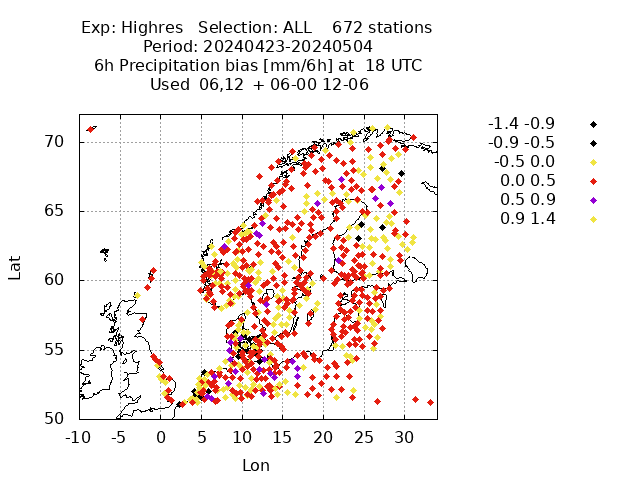 Exp: Highres   Selection: ALL    672 stations
Period: 20240423-20240504
6h Precipitation bias [mm/6h] at  18 UTC
Used  06,12  + 06-00 12-06
-1.4 -0.9
-0.9 -0.5
-0.5 0.0
0.0 0.5
0.5 0.9
0.9 1.4
70
65
60
55
50
Lat
-10 -5 0 5 10 15 20 25 30
Lon